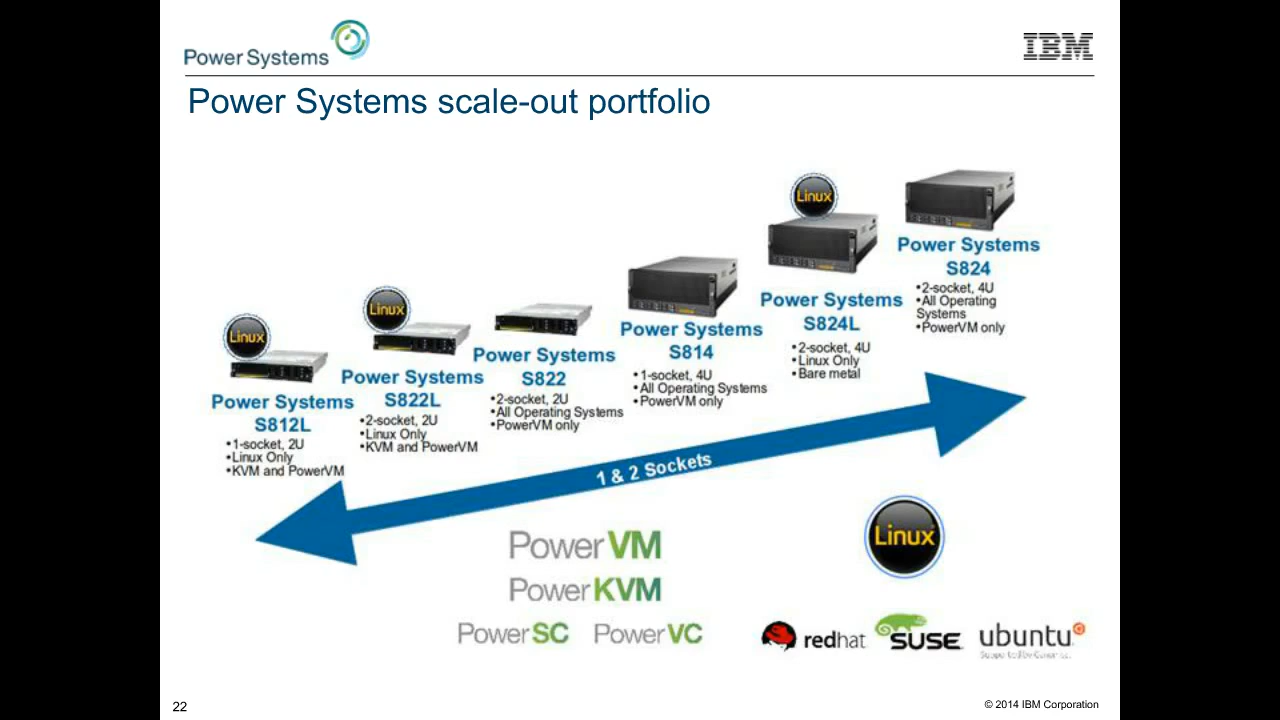 Power Systems
IBM
Power Systems scale-out portfolio
Linux
Power Systems
S812L
•1-socket, 2U
•Linux Only
•KVM and PowerVM
Linux
Power Systems
S822L
•2-socket, 2U
•Linux Only
•KVM and PowerVM
Power Systems
S822
•2-socket, 2U
•All Operating Systems
•PowerVM only
Power Systems
S814
•1-socket, 4U
•All Operating Systems
•PowerVM only
Linux
Power Systems
S824L
•2-socket, 4U
•Linux Only
•Bare metal
Power Systems
S824
•2-socket, 4U
•All Operating
Systems
•PowerVM only
1 & 2 Sockets
PowerVM
PowerKVM
PowerSC PowerVC
Linux
redhat
SUSE
ubuntu
Supported by Canonical
22
© 2014 IBM Corporation